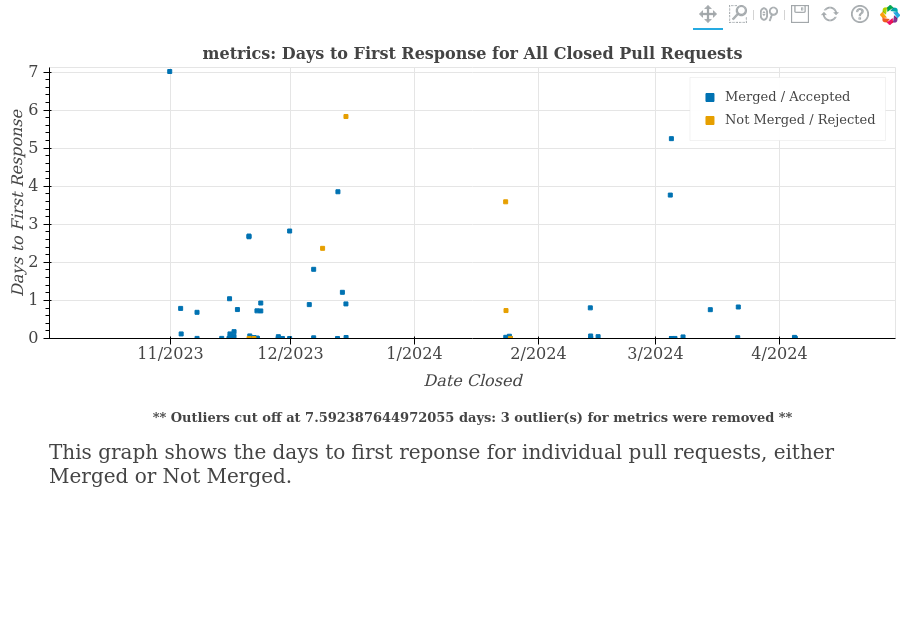 metrics: Days to First Response for All Closed Pull Requests
7
6
5
4
3
2
1
0
Days to First Response
Merged / Accepted
Not Merged / Rejected
11/2023
12/2023
1/2024
2/2024
3/2024
4/2024
Date Closed
** Outliers cut off at 7.592387644972055 days: 3 outlier(s) for metrics were removed **
This graph shows the days to first reponse for individual pull requests, either
Merged or Not Merged.